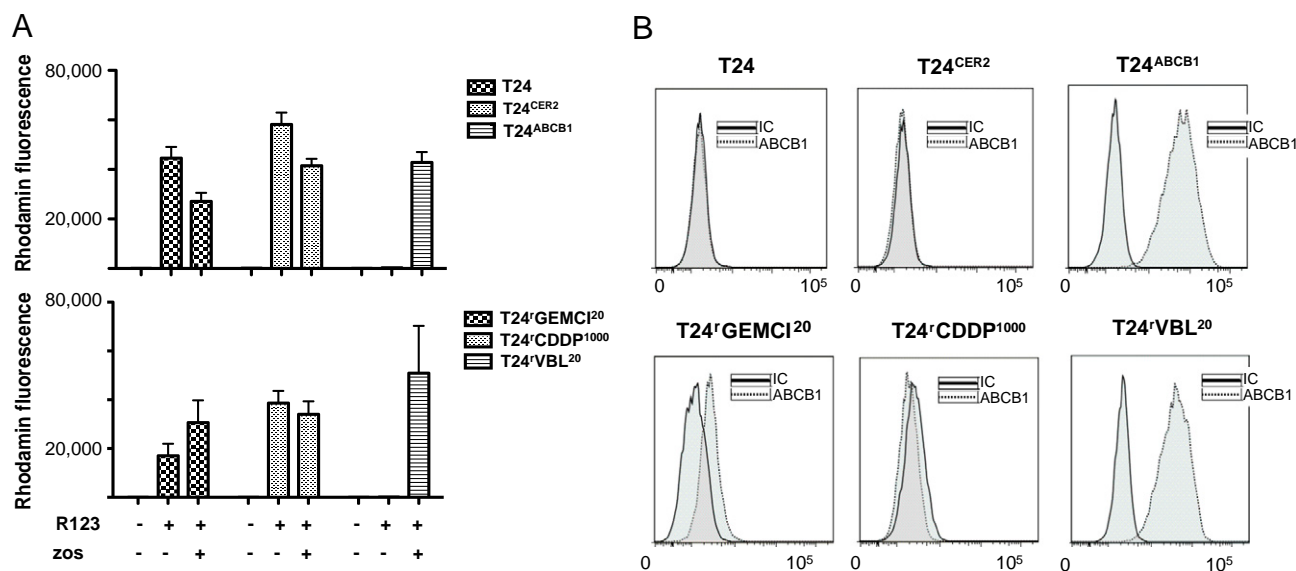 A
Rhodamin fluorescence
80,000
20,000
T24
T24ᶜᴱᴿ²
T24ᴬᴮᶜᴮ¹
Rhodamin fluorescence
80,000
20,000
T24ʳGEMCI²⁰
T24ʳCDDP¹⁰⁰⁰
T24ʳVBL²⁰
R123 - + + - + + - + +
zos - - + - - + - - +
B
T24
IC
ABCB1
0 10⁵
T24ᶜᴱᴿ²
IC
ABCB1
0 10⁵
T24ᴬᴮᶜᴮ¹
IC
ABCB1
0 10⁵
T24ʳGEMCI²⁰
IC
ABCB1
0 10⁵
T24ʳCDDP¹⁰⁰⁰
IC
ABCB1
0 10⁵
T24ʳVBL²⁰
IC
ABCB1
0 10⁵